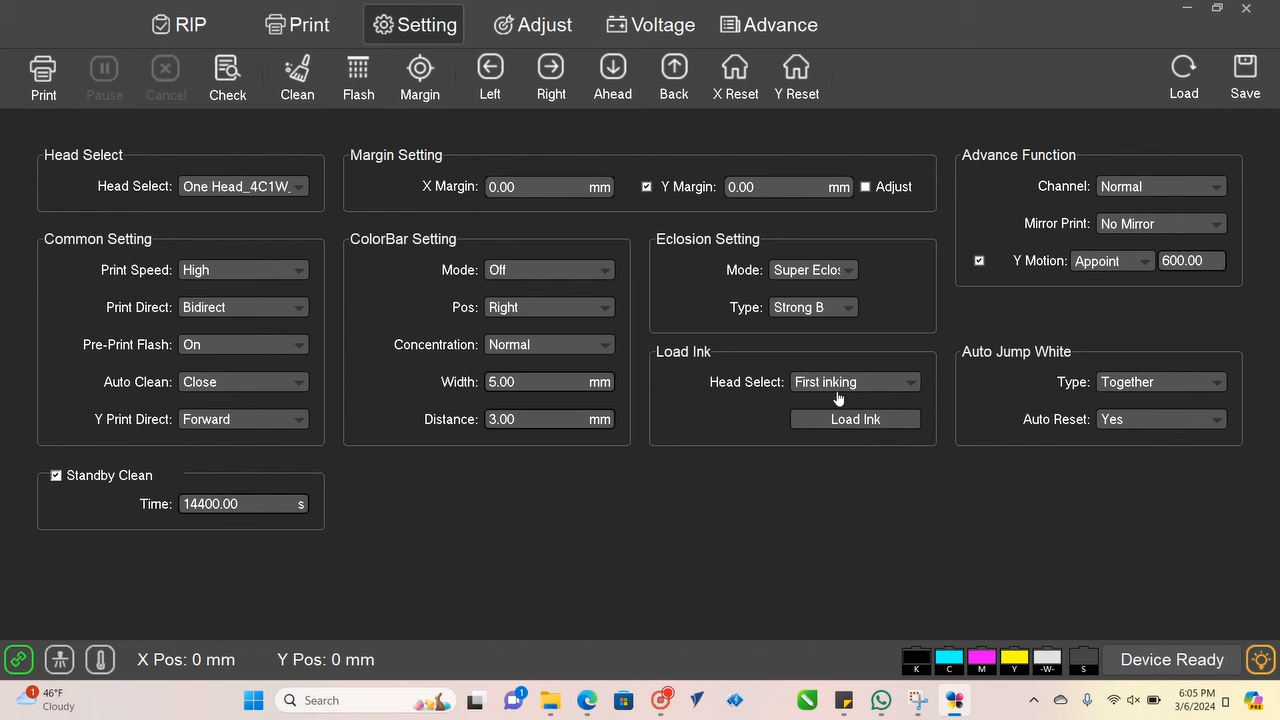 RIP Print Setting Adjust Voltage Advance
Print Pause Cancel Check Clean Flash Margin Left Right Ahead Back X Reset Y Reset Load Save
Head Select
Head Select: One Head_4C1W_
Margin Setting
X Margin: 0.00 mm Y Margin: 0.00 mm Adjust
Advance Function
Channel: Normal
Mirror Print: No Mirror
Y Motion: Appoint 600.00
Common Setting
Print Speed: High
Print Direct: Bidirect
Pre-Print Flash: On
Auto Clean: Close
Y Print Direct: Forward
ColorBar Setting
Mode: Off
Pos: Right
Concentration: Normal
Width: 5.00 mm
Distance: 3.00 mm
Eclosion Setting
Mode: Super Eclos
Type: Strong B
Load Ink
Head Select: First inking
Load Ink
Auto Jump White
Type: Together
Auto Reset: Yes
Standby Clean
Time: 14400.00 s
X Pos: 0 mm Y Pos: 0 mm
K C M Y -W- S
Device Ready
1
46°F
Cloudy
Search
1
PRE
6:05 PM
3/6/2024